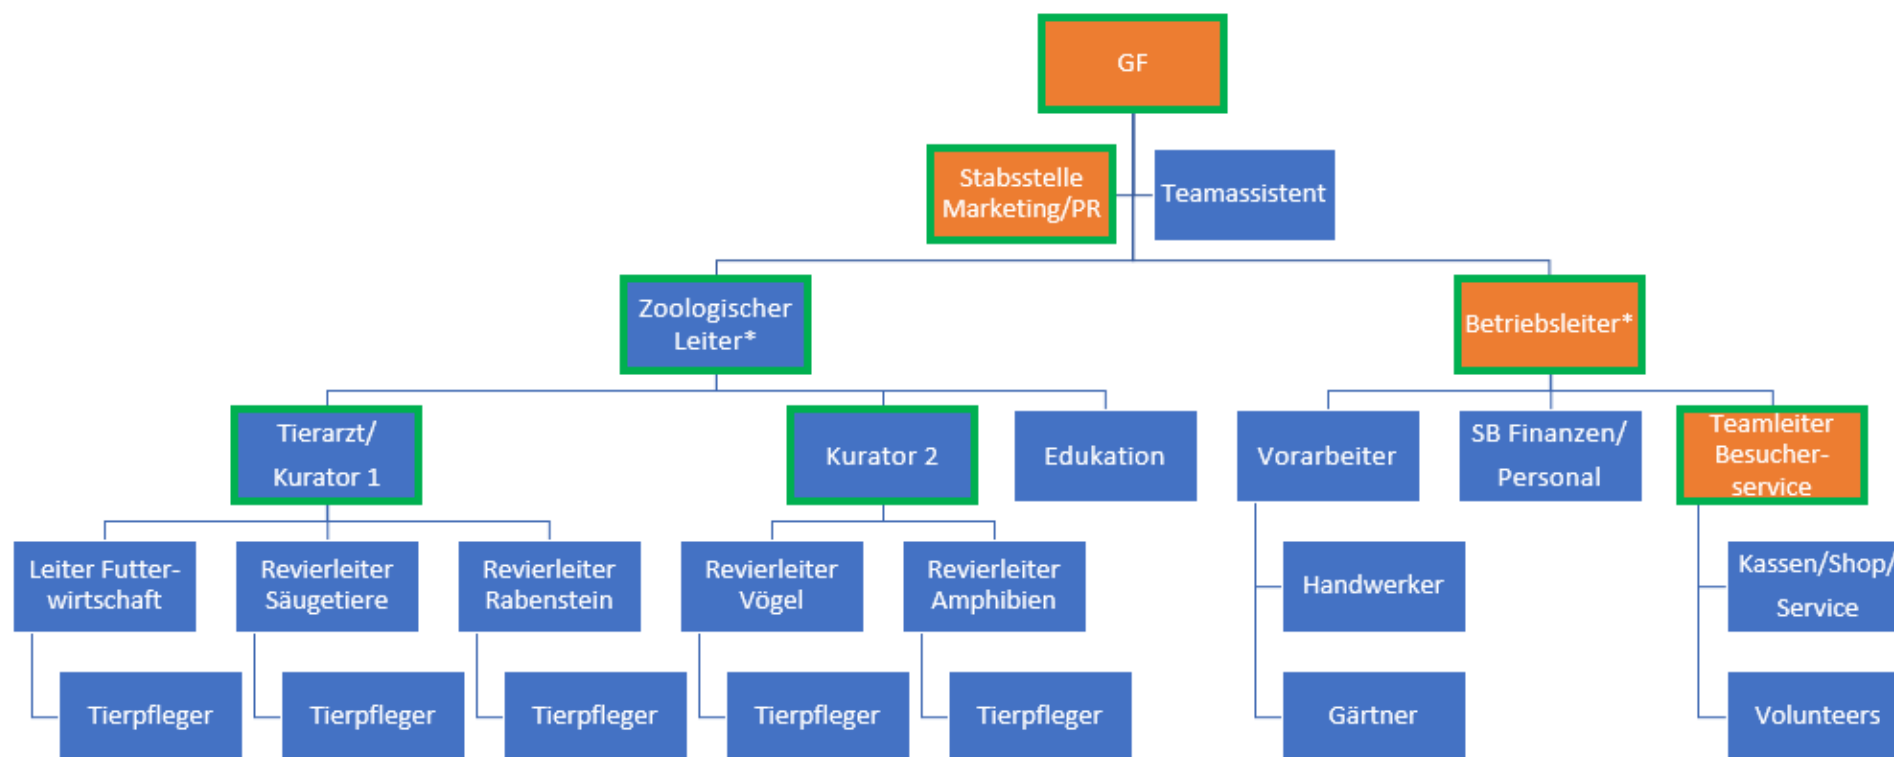 GF
Stabsstelle
Marketing/PR
Teamassistent
Zoologischer
Leiter*
Betriebsleiter*
Tierarzt/
Kurator 1
Kurator 2
Edukation
Vorarbeiter
SB Finanzen/
Personal
Teamleiter
Besucher-
service
Leiter Futter-
wirtschaft
Revierleiter
Säugetiere
Revierleiter
Rabenstein
Revierleiter
Vögel
Revierleiter
Amphibien
Handwerker
Kassen/Shop/
Service
Tierpfleger
Tierpfleger
Tierpfleger
Tierpfleger
Tierpfleger
Gärtner
Volunteers